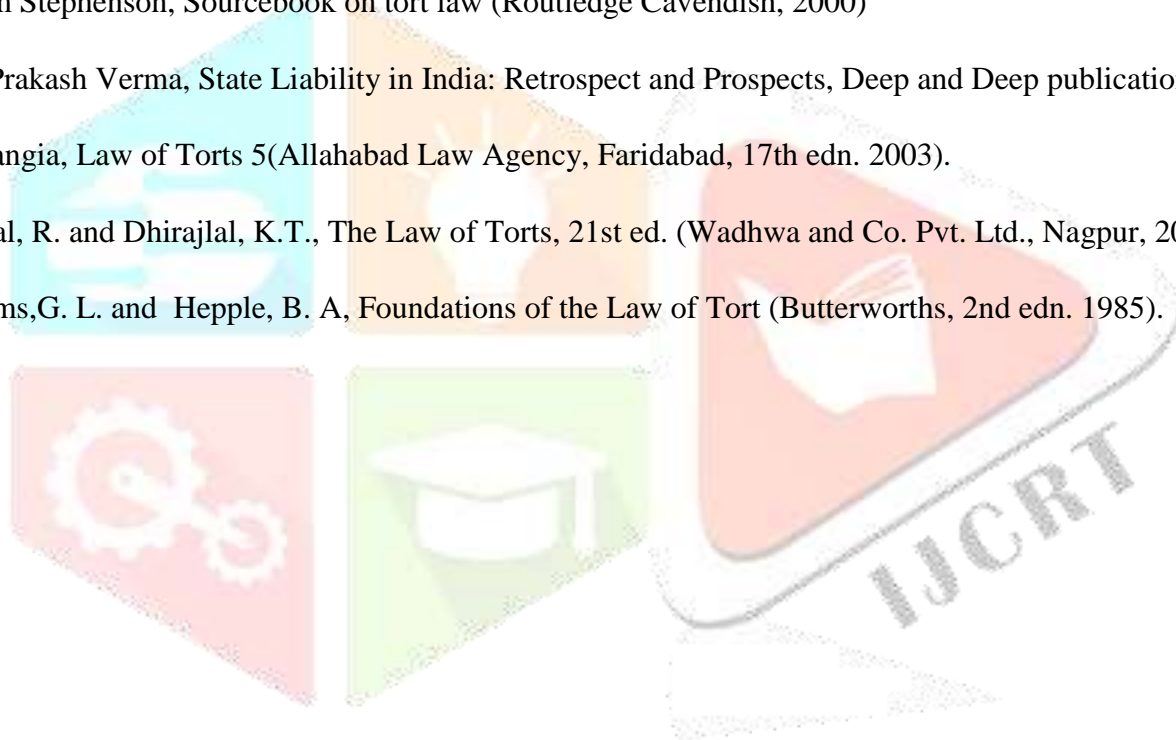 n Stephenson, Sourcebook on tort law (Routledge Cavendish, 2000)
Prakash Verma, State Liability in India: Retrospect and Prospects, Deep and Deep publication
angia, Law of Torts 5(Allahabad Law Agency, Faridabad, 17th edn. 2003).
al, R. and Dhirajlal, K.T., The Law of Torts, 21st ed. (Wadhwa and Co. Pvt. Ltd., Nagpur, 20
ms,G. L. and Hepple, B. A, Foundations of the Law of Tort (Butterworths, 2nd edn. 1985).
IJCRT